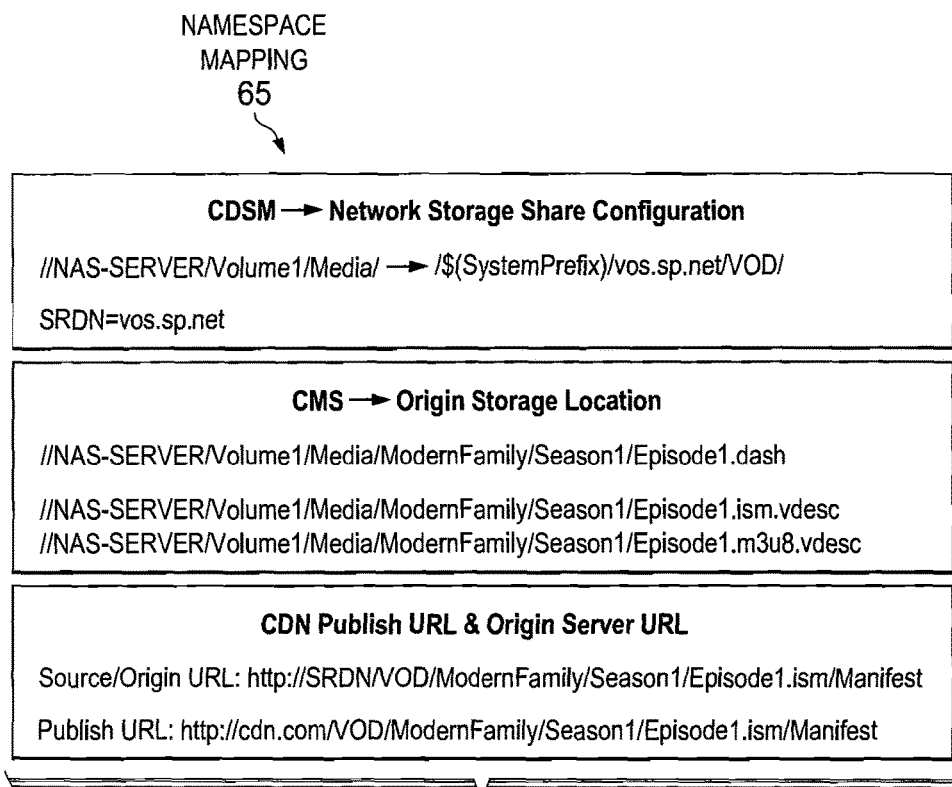 NAMESPACE
MAPPING
65
CDSM → Network Storage Share Configuration
//NAS-SERVER/Volume1/Media/ → /$(SystemPrefix)/vos.sp.net/VOD/
SRDN=vos.sp.net
CMS → Origin Storage Location
//NAS-SERVER/Volume1/Media/ModernFamily/Season1/Episode1.dash
//NAS-SERVER/Volume1/Media/ModernFamily/Season1/Episode1.ism.vdesc
//NAS-SERVER/Volume1/Media/ModernFamily/Season1/Episode1.m3u8.vdesc
CDN Publish URL & Origin Server URL
Source/Origin URL: http://SRDN/VOD/ModernFamily/Season1/Episode1.ism/Manifest
Publish URL: http://cdn.com/VOD/ModernFamily/Season1/Episode1.ism/Manifest